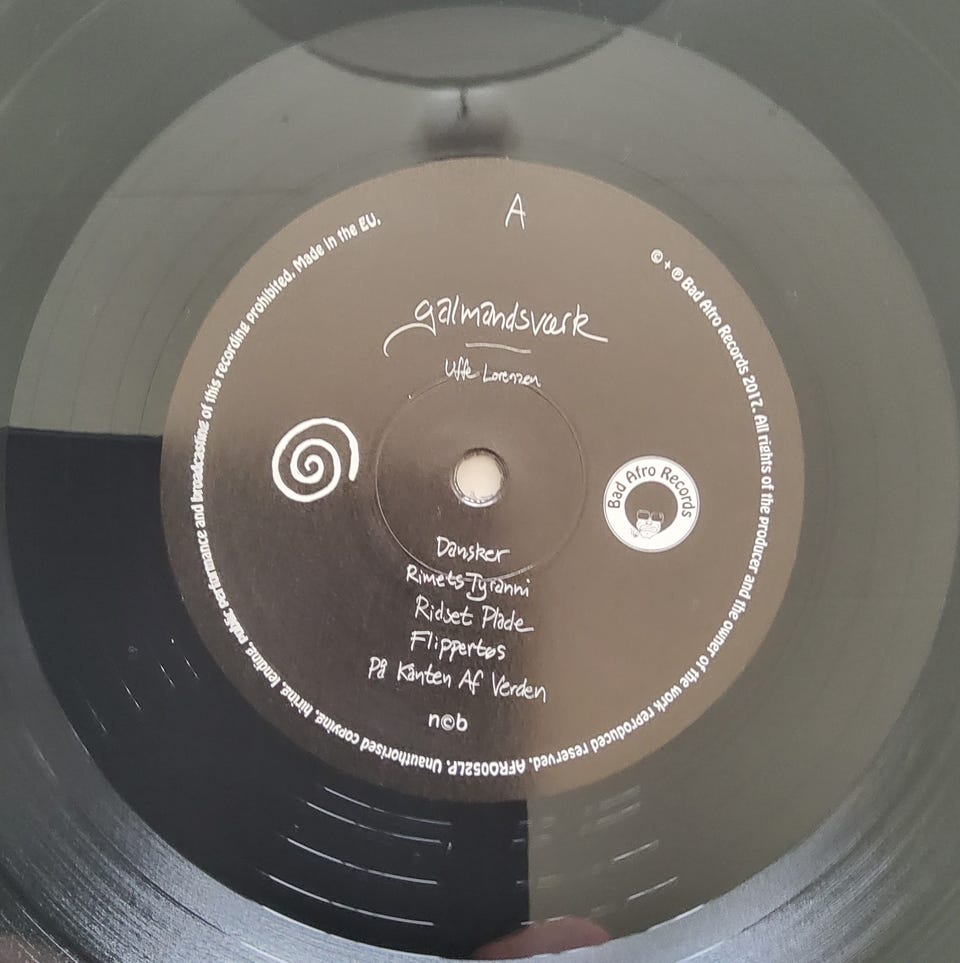 A
galmandsværk
Uffe Lorenzen
Bad Afro Records
Dansker
Rimets Tyranni
Ridset Plade
Flippertøs
På Kanten Af Verden
n©b
© + ℗ Bad Afro Records 2017. All rights of the producer and the owner of the work reproduced reserved. AFRO052LP. Unauthorised copying, hiring, lending, public performance and broadcasting of this recording prohibited. Made in the EU.